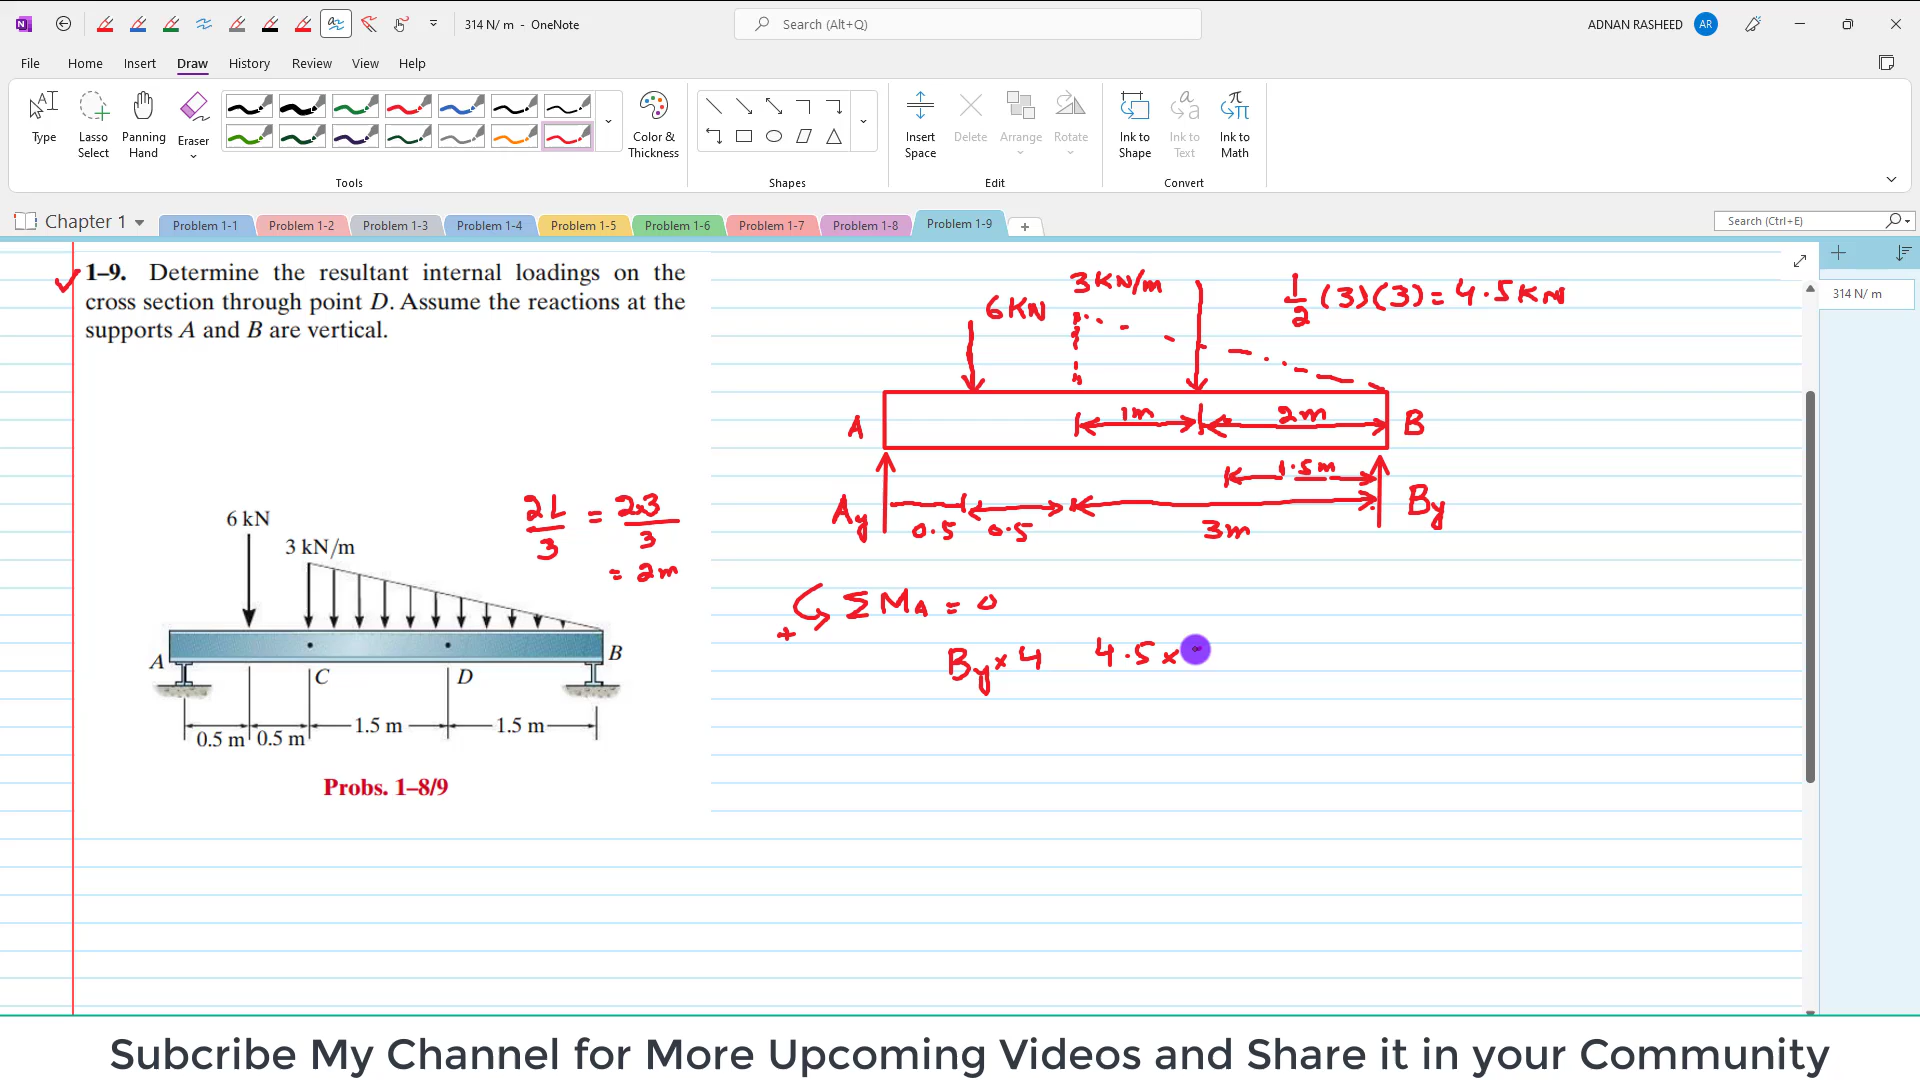 314 N/ m - OneNote
Search (Alt+Q)
ADNAN RASHEED
AR
File Home Insert Draw History Review View Help
Type
Lasso Select
Panning Hand
Eraser
Color & Thickness
Insert Space
Delete
Arrange
Rotate
Ink to Shape
Ink to Text
Ink to Math
Tools
Shapes
Edit
Convert
Chapter 1
Problem 1-1 Problem 1-2 Problem 1-3 Problem 1-4 Problem 1-5 Problem 1-6 Problem 1-7 Problem 1-8 Problem 1-9 +
Search (Ctrl+E)
314 N/ m
1–9. Determine the resultant internal loadings on the
cross section through point D. Assume the reactions at the
supports A and B are vertical.
6 kN
3 kN/m
A
B
C
D
0.5 m 0.5 m 1.5 m 1.5 m
Probs. 1–8/9
2L/3 = 2x3/3
= 2m
3KN/m
6KN
1/2 (3)(3) = 4.5KN
A
1m
2m
B
1.5m
Ay
0.5 0.5
3m
By
+ ΣMA = 0
By x 4 4.5 x
Subcribe My Channel for More Upcoming Videos and Share it in your Community